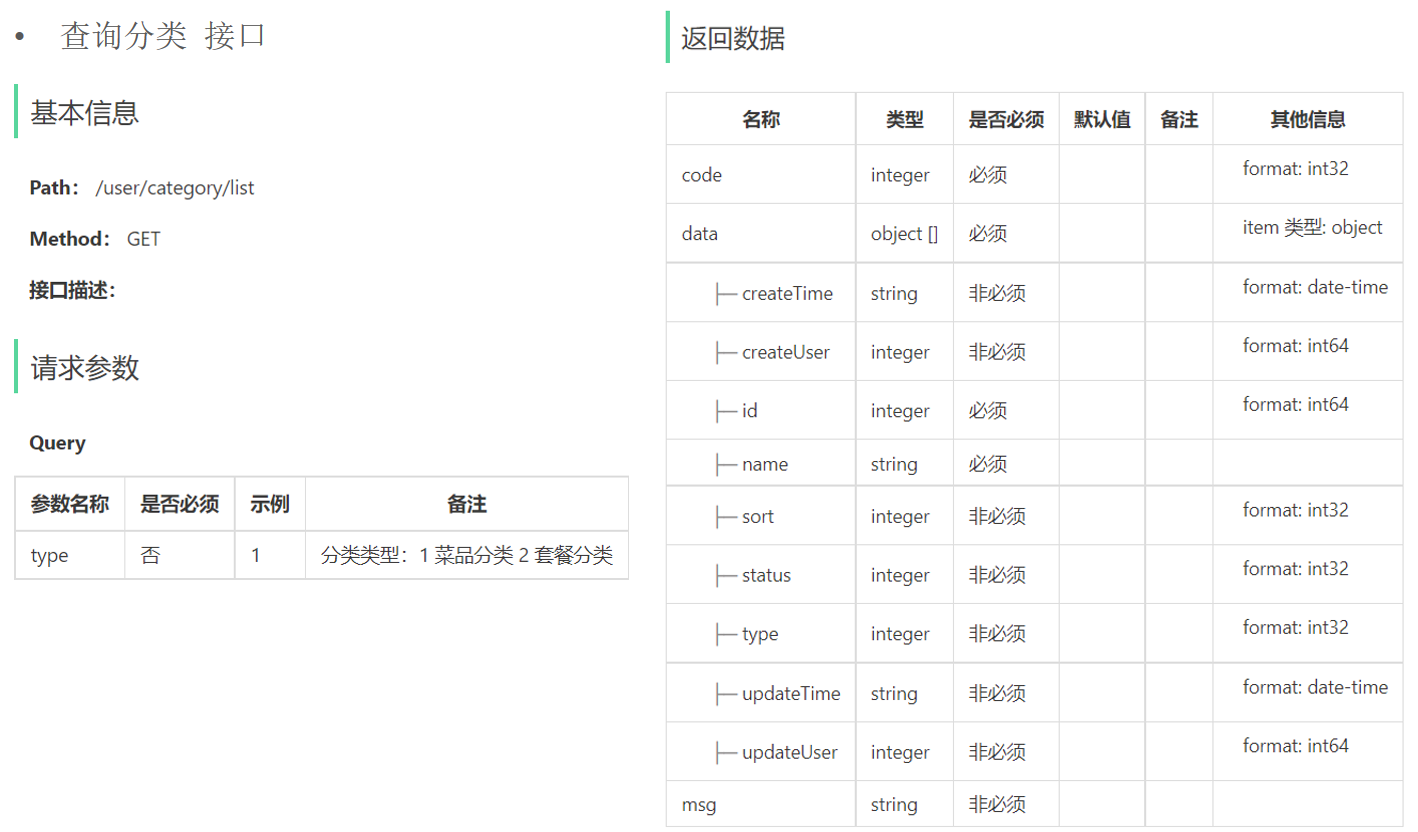 • 查询分类 接口
基本信息
Path： /user/category/list
Method： GET
接口描述：
请求参数
Query
参数名称 是否必须 示例 备注
type 否 1 分类类型：1 菜品分类 2 套餐分类
返回数据
名称 类型 是否必须 默认值 备注 其他信息
code integer 必须 format: int32
data object [] 必须 item 类型: object
├─ createTime string 非必须 format: date-time
├─ createUser integer 非必须 format: int64
├─ id integer 必须 format: int64
├─ name string 必须
├─ sort integer 非必须 format: int32
├─ status integer 非必须 format: int32
├─ type integer 非必须 format: int32
├─ updateTime string 非必须 format: date-time
├─ updateUser integer 非必须 format: int64
msg string 非必须